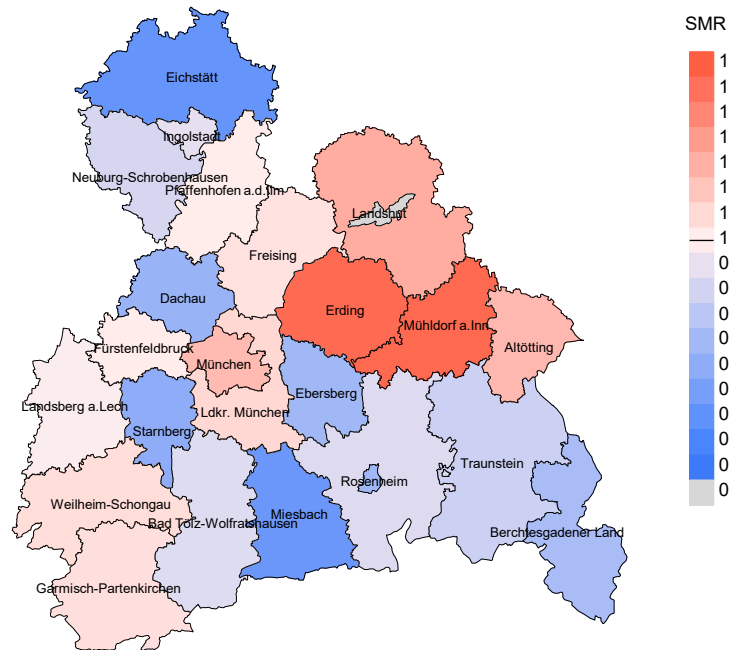 SMR
1
1
1
1
1
1
1
1
0
0
0
0
0
0
0
0
0
0
Eichstätt
Ingolstadt
Neuburg-Schrobenhausen
Pfaffenhofen a.d.Ilm
Landshut
Freising
Dachau
Erding
Mühldorf a.Inn
Altötting
Fürstenfeldbruck
München
Ebersberg
Landsberg a.Lech
Ldkr. München
Starnberg
Traunstein
Rosenheim
Weilheim-Schongau
Miesbach
Bad Tölz-Wolfratshausen
Berchtesgadener Land
Garmisch-Partenkirchen